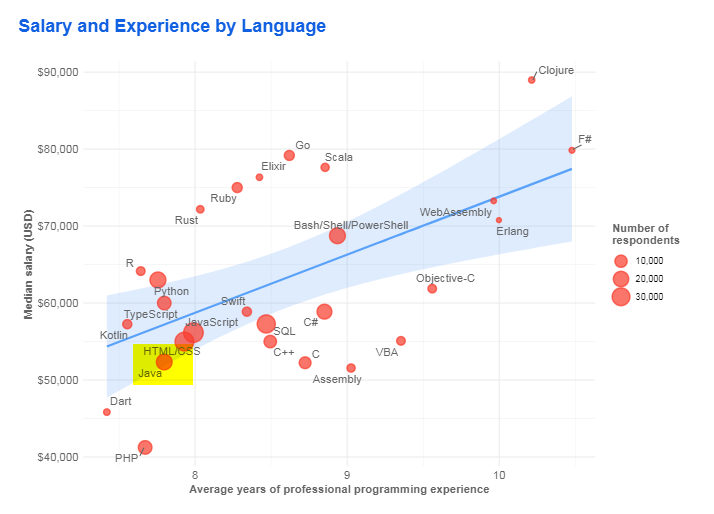 Salary and Experience by Language
$90,000
Clojure
F#
$80,000
Go
Scala
Elixir
Ruby
$70,000
WebAssembly
Rust
Bash/Shell/PowerShell
Erlang
Median salary (USD)
Number of
respondents
10,000
20,000
30,000
R
Objective-C
Python
$60,000
Swift
TypeScript
JavaScript
C#
SQL
Kotlin
HTML/CSS
C++
C
VBA
Java
Assembly
$50,000
Dart
PHP
$40,000
8
9
10
Average years of professional programming experience